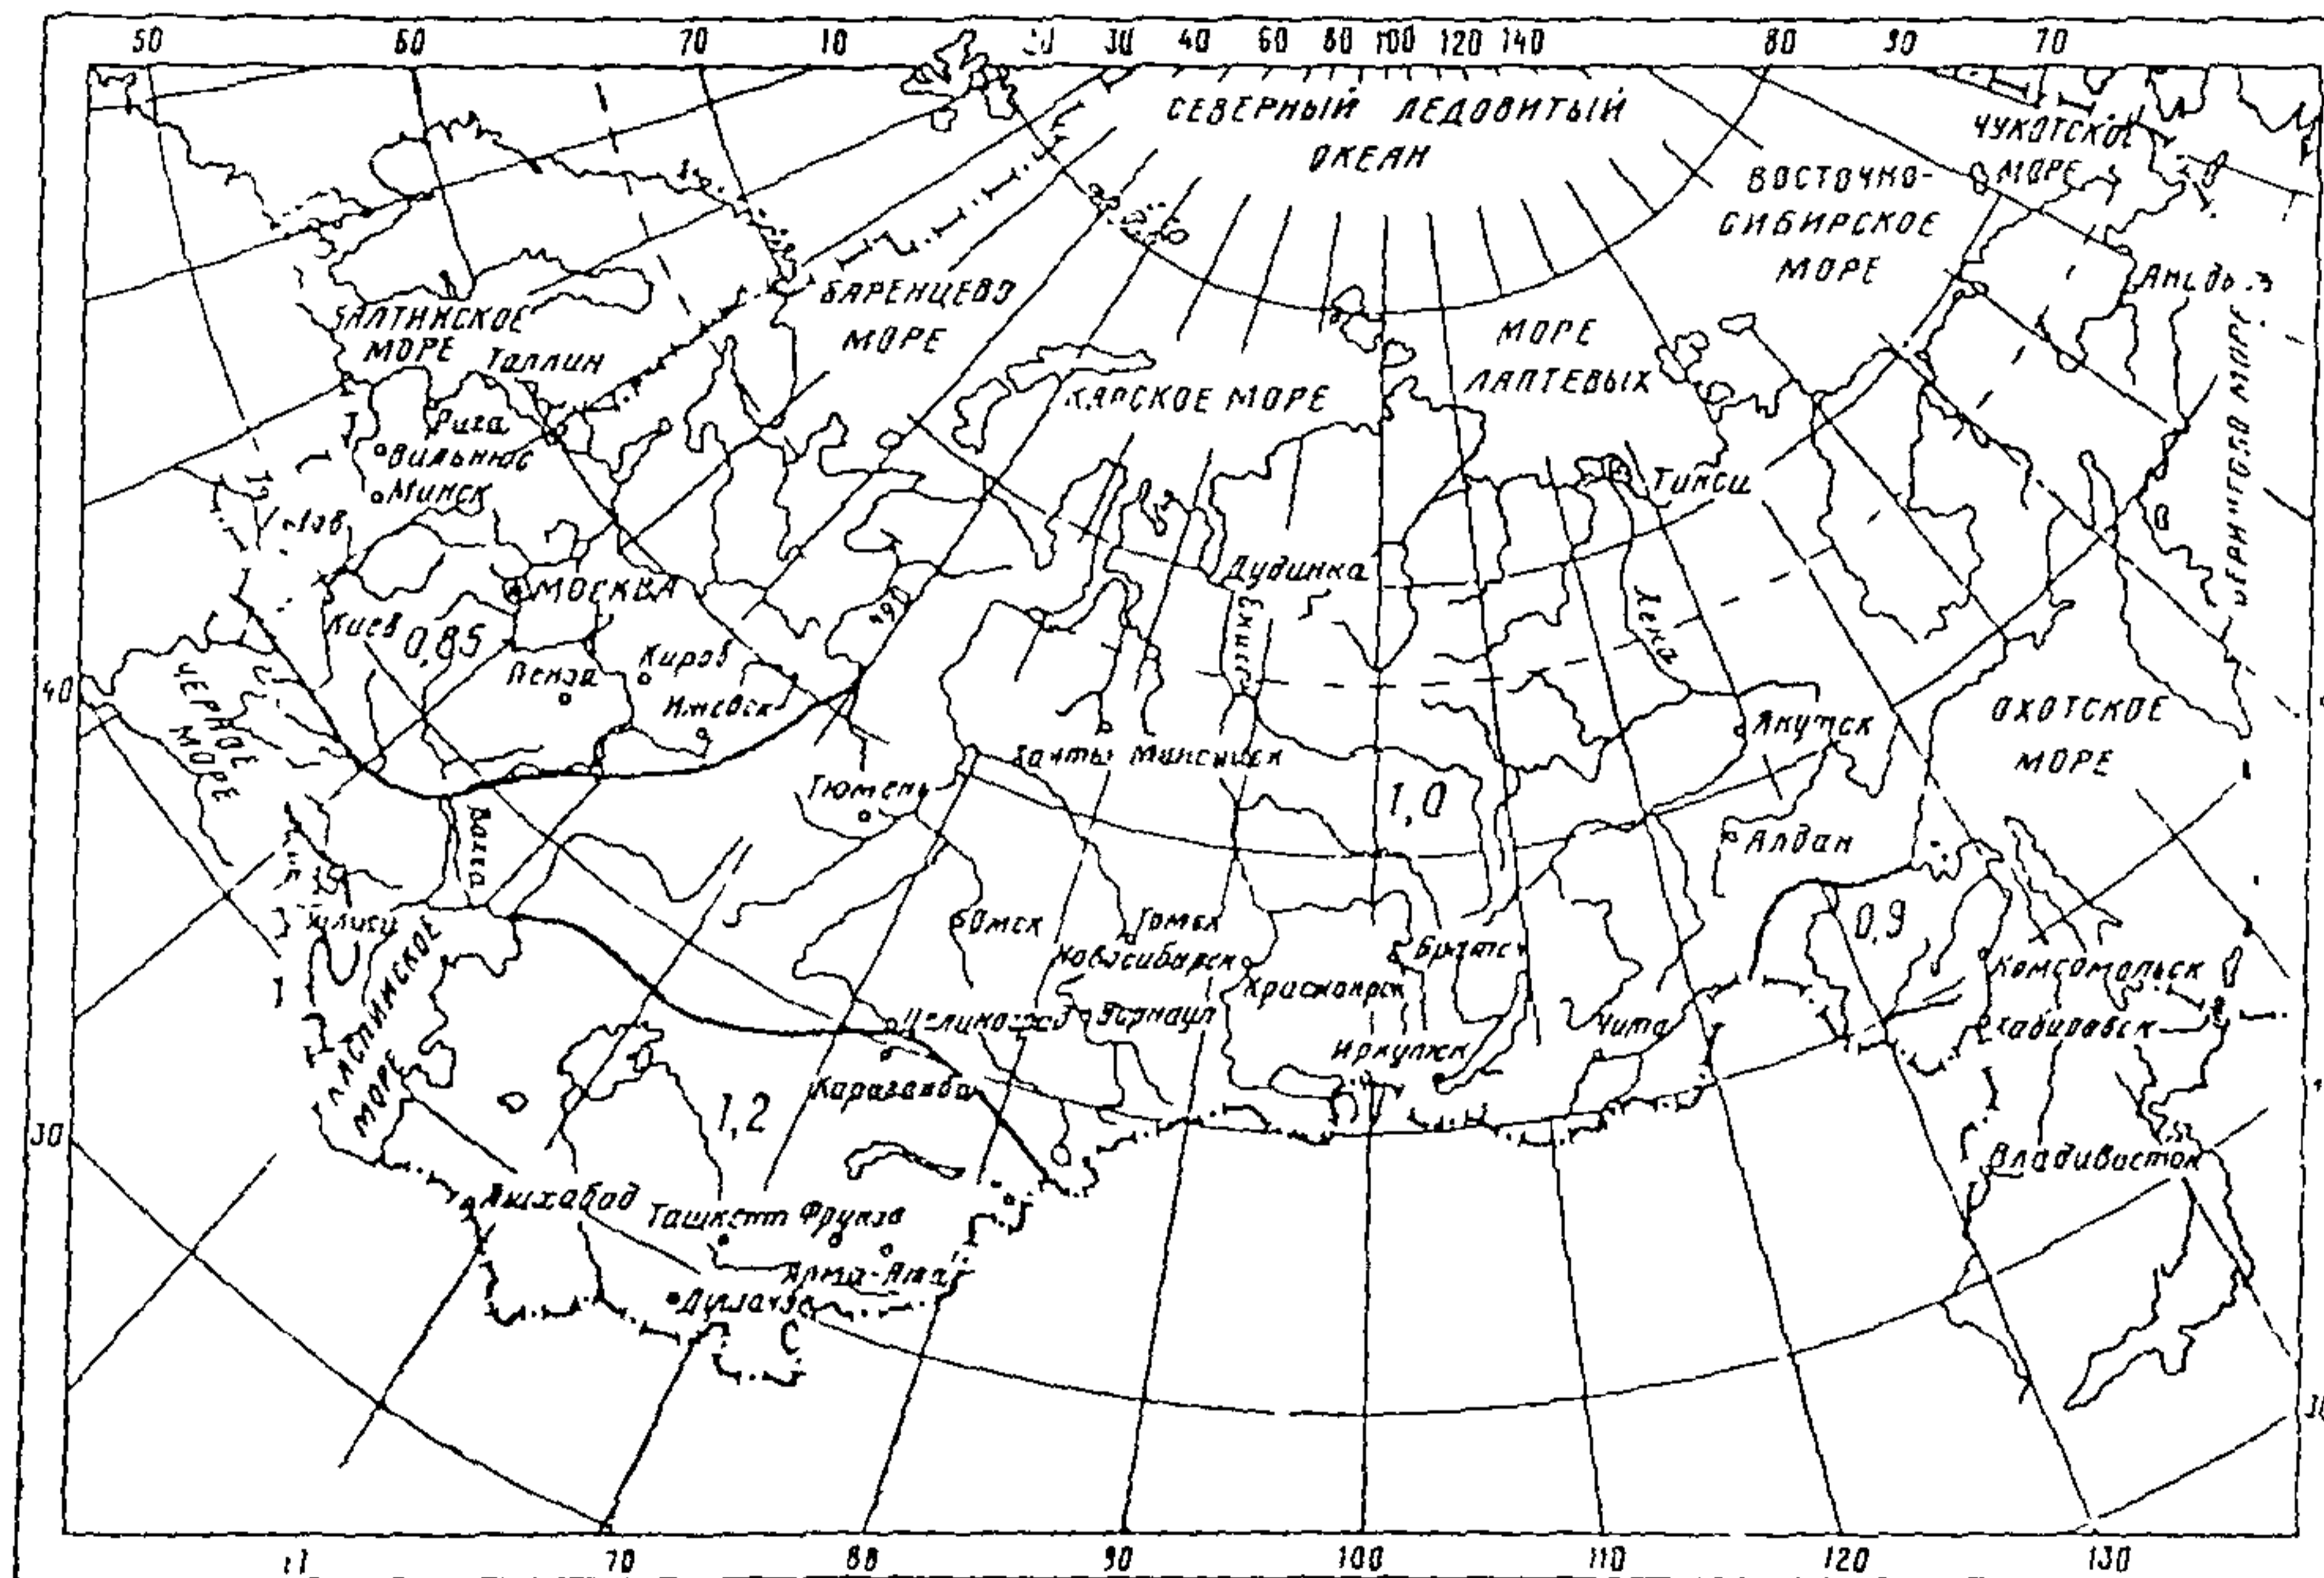 50 60 70 10 30 40 60 80 100 120 140 80 90 70
СЕВЕРНЫЙ ЛЕДОВИТЫЙ
ОКЕАН
ЧУКОТСКОЕ
МОРЕ
ВОСТОЧНО-
СИБИРСКОЕ
МОРЕ
БАРЕНЦЕВО
МОРЕ
БАЛТИЙСКОЕ
МОРЕ
Таллин
МОРЕ
ЛАПТЕВЫХ
КАРСКОЕ МОРЕ
МОРЕ
Рига
Вильнюс
Минск
Тикси
Дудинка
МОСКВА
Киев
0,85
Лена
Пенза
Киров
Ижевск
40
ЧЕРНОЕ
МОРЕ
ОХОТСКОЕ
МОРЕ
Якутск
Тюмень
1,0
Волга
Алдан
0,9
Омск
Томск
Новосибирск
Братск
Красноярск
Комсомольск
КАСПИЙСКОЕ
МОРЕ
Барнаул
Чита
Хабаровск
Иркутск
Караганда
1,2
30
Владивосток
Ашхабад
Ташкент
Фрунзе
Алма-Ата
Душанбе
70 90 100 110 120 130